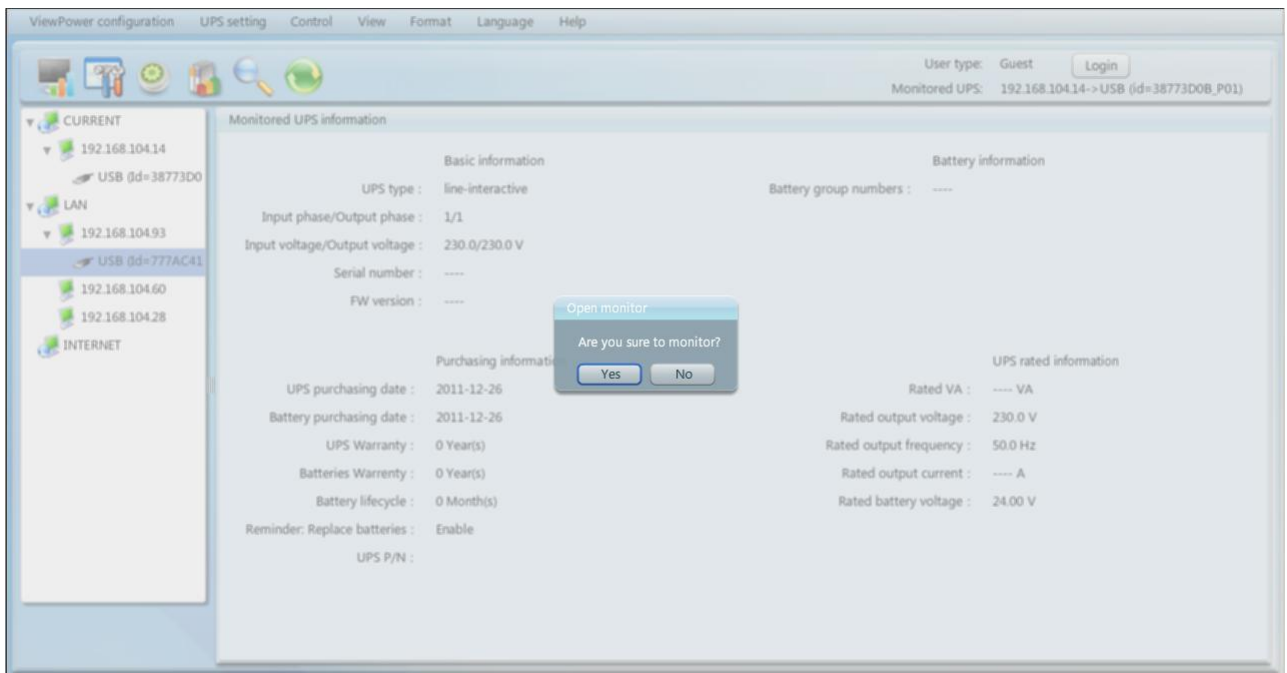 ViewPower configuration UPS setting Control View Format Language Help
User type: Guest Login
Monitored UPS: 192.168.104.14->USB (id=38773D0B_P01)
CURRENT
192.168.104.14
USB (Id=38773D0
LAN
192.168.104.93
USB (Id=777AC41
192.168.104.60
192.168.104.28
INTERNET
Monitored UPS information
Basic information
UPS type : line-interactive
Input phase/Output phase : 1/1
Input voltage/Output voltage : 230.0/230.0 V
Serial number : ----
FW version : ----
Battery information
Battery group numbers : ----
Open monitor
Are you sure to monitor?
Yes No
Purchasing informati
UPS purchasing date : 2011-12-26
Battery purchasing date : 2011-12-26
UPS Warranty : 0 Year(s)
Batteries Warrenty : 0 Year(s)
Battery lifecycle : 0 Month(s)
Reminder: Replace batteries : Enable
UPS P/N :
UPS rated information
Rated VA : ---- VA
Rated output voltage : 230.0 V
Rated output frequency : 50.0 Hz
Rated output current : ---- A
Rated battery voltage : 24.00 V